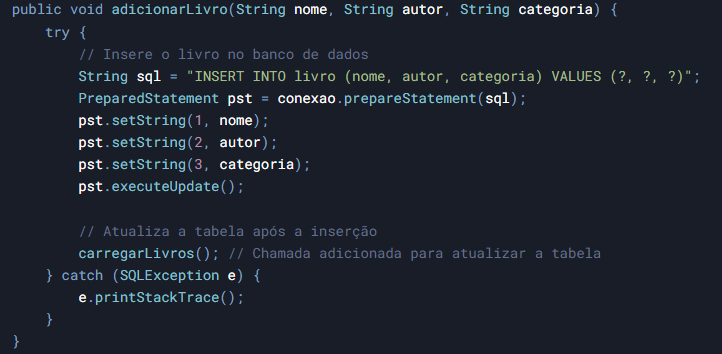 public void adicionarLivro(String nome, String autor, String categoria) {
    try {
        // Insere o livro no banco de dados
        String sql = "INSERT INTO livro (nome, autor, categoria) VALUES (?, ?, ?)";
        PreparedStatement pst = conexao.prepareStatement(sql);
        pst.setString(1, nome);
        pst.setString(2, autor);
        pst.setString(3, categoria);
        pst.executeUpdate();

        // Atualiza a tabela após a inserção
        carregarLivros(); // Chamada adicionada para atualizar a tabela
    } catch (SQLException e) {
        e.printStackTrace();
    }
}